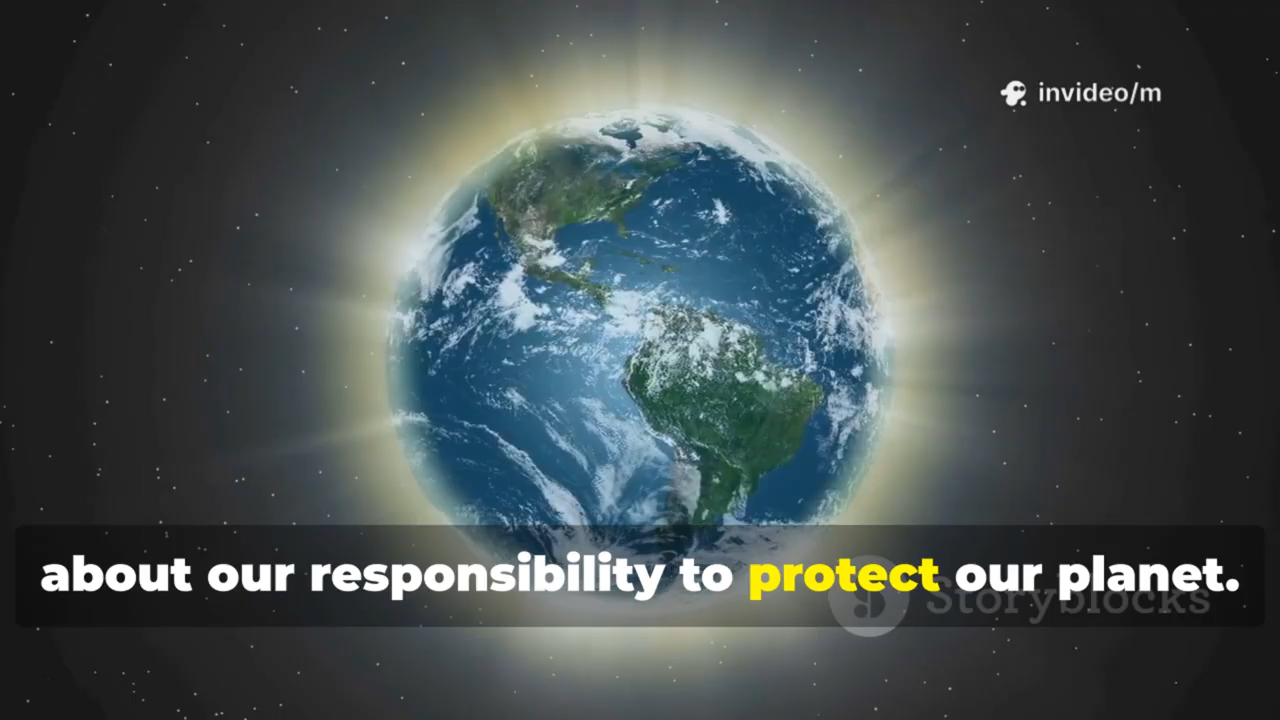 invideo/m
about our responsibility to protect our planet.
Storyblocks